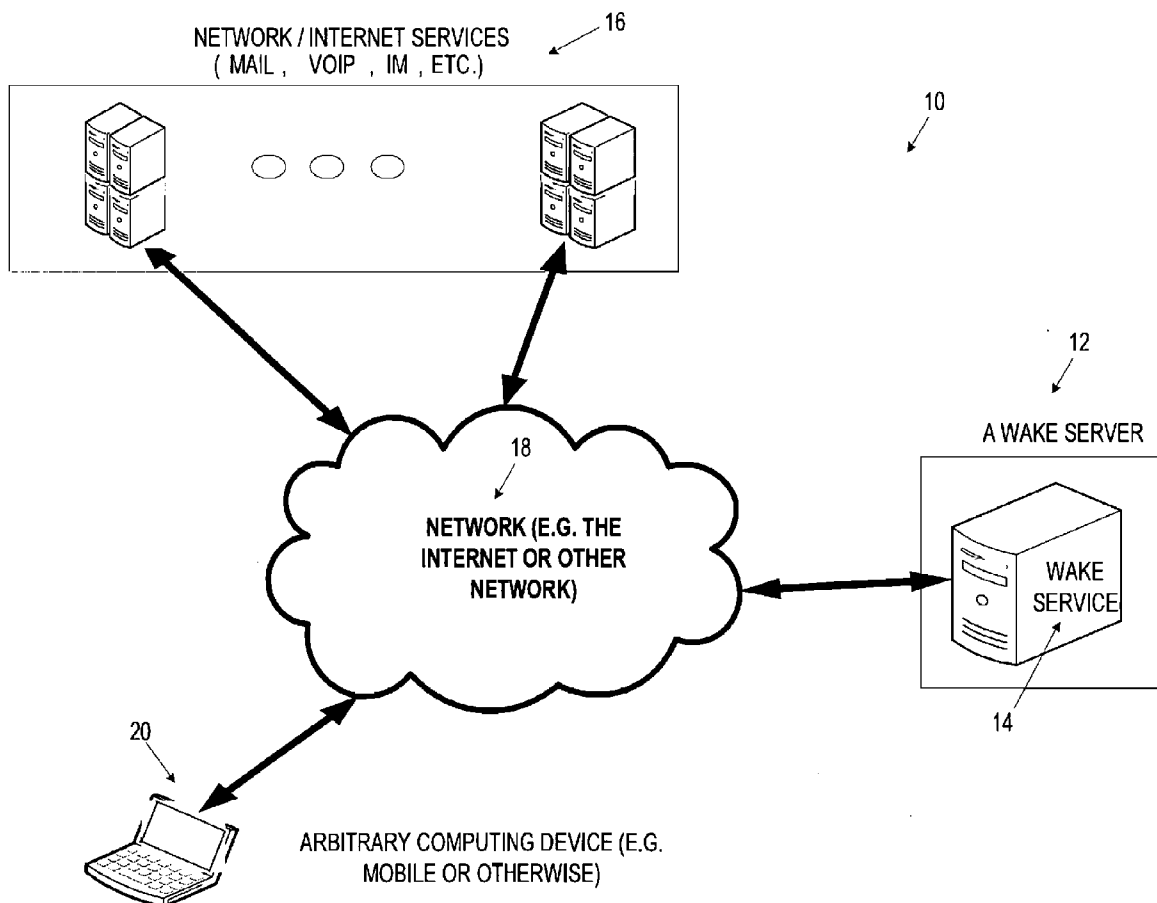 NETWORK / INTERNET SERVICES
( MAIL , VOIP , IM , ETC.)
16
10
12
A WAKE SERVER
18
NETWORK (E.G. THE
INTERNET OR OTHER
NETWORK)
WAKE
SERVICE
14
20
ARBITRARY COMPUTING DEVICE (E.G.
MOBILE OR OTHERWISE)